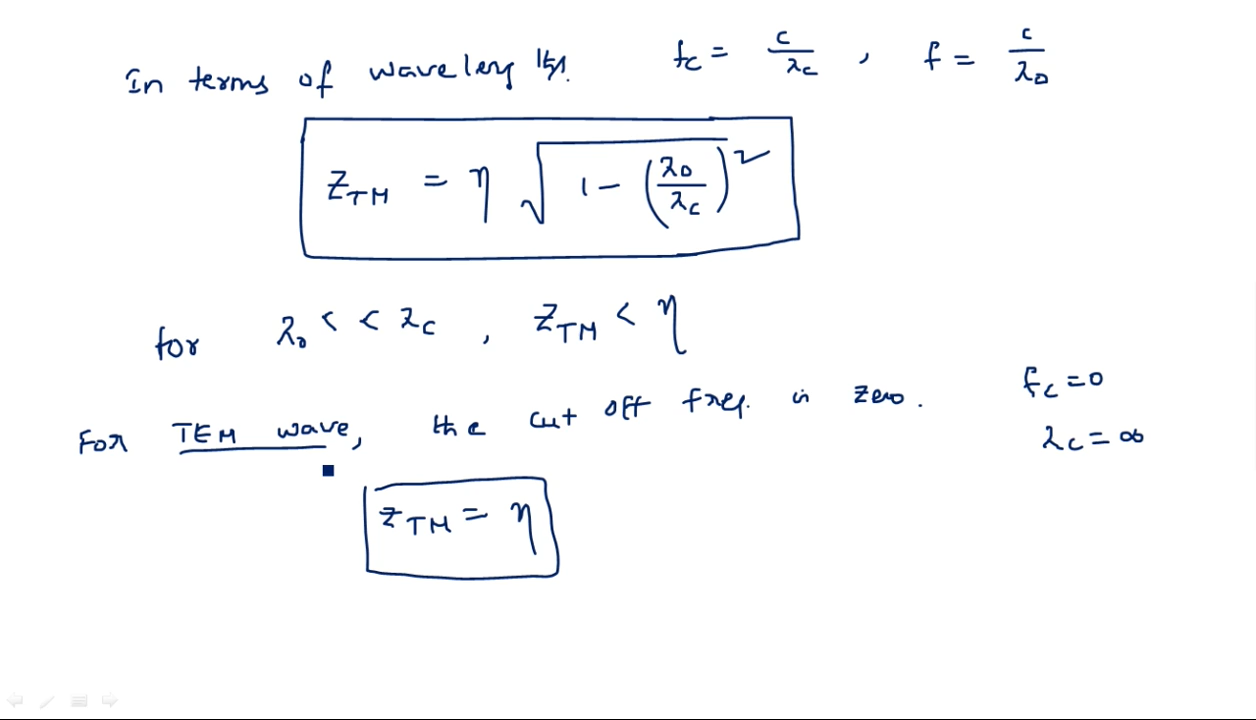 In terms of wavelengths. fc = c/λc , f = c/λ0
ZTM = η √(1 - (λ0/λc)²)
for λ0 < < λc , ZTM < η
For TEM wave, the cut off freq. is zero. fc = 0
λc = ∞
ZTM = η